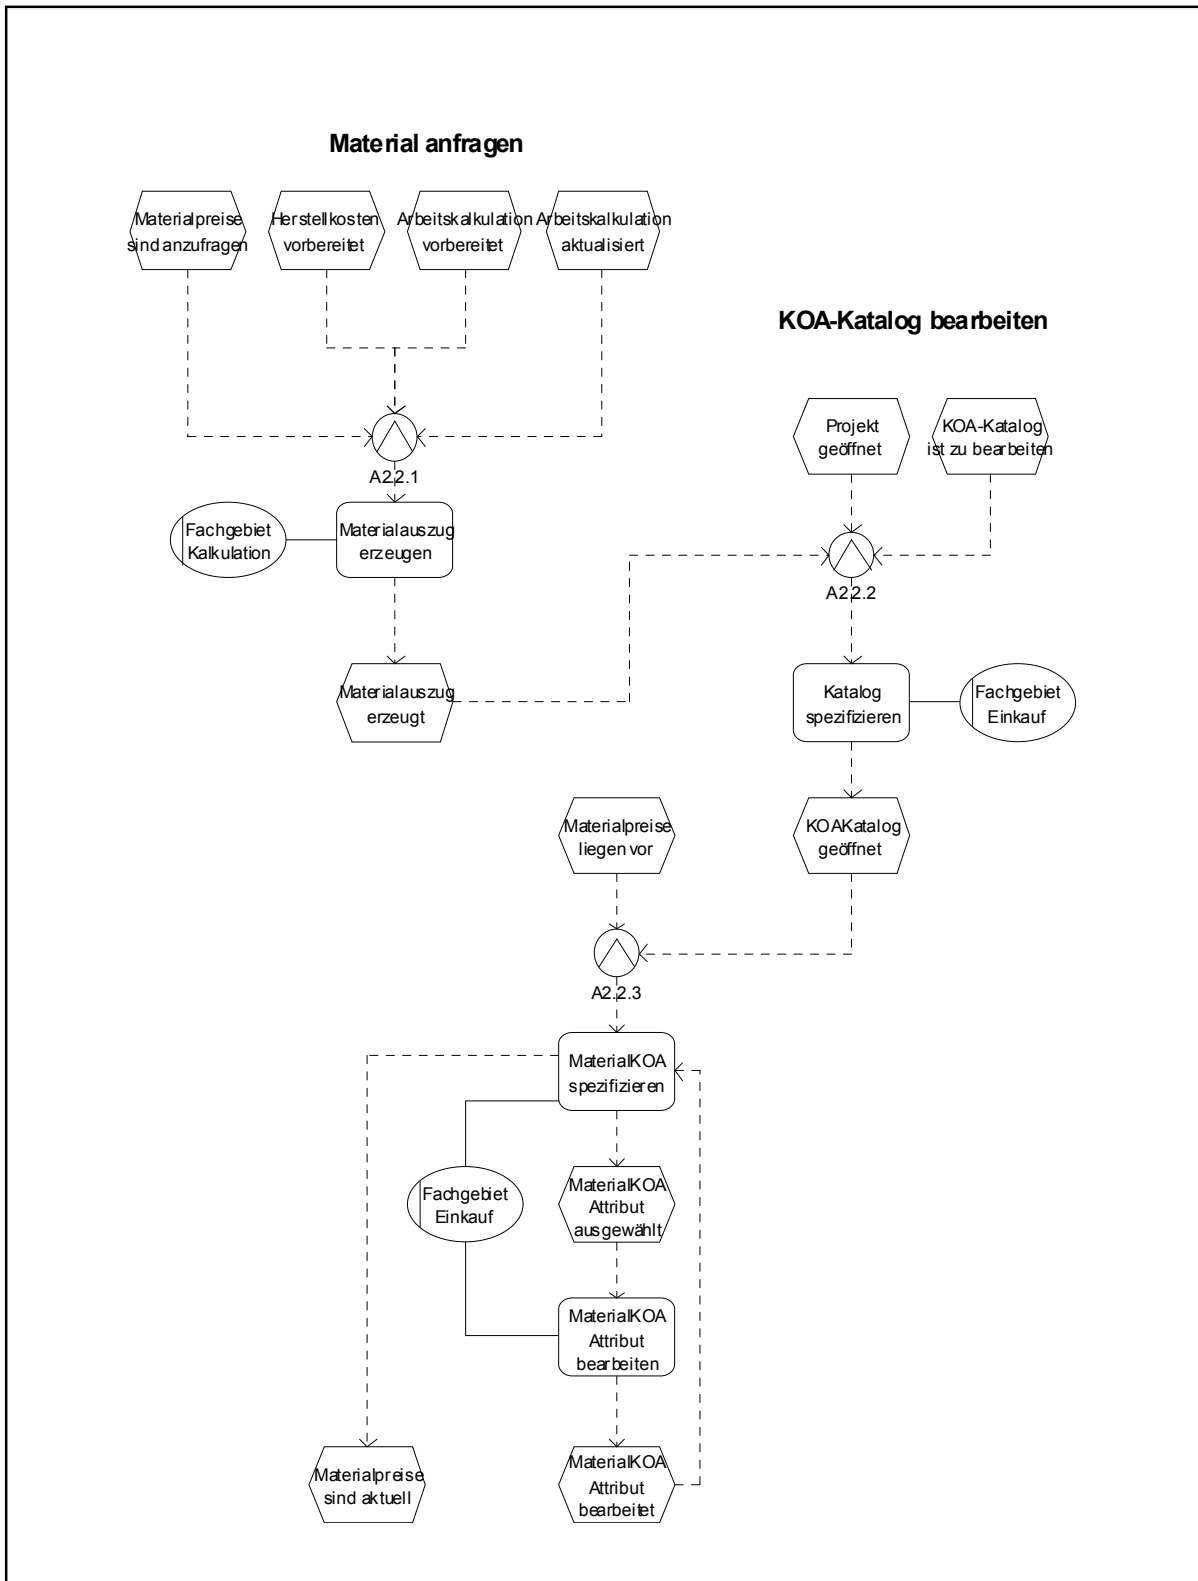 Material anfragen
Materialpreise
sind anzufragen
Herstellkosten
vorbereitet
Arbeitskalkulation
vorbereitet
Arbeitskalkulation
aktualisiert
KOA-Katalog bearbeiten
Projekt
geöffnet
KOA-Katalog
ist zu bearbeiten
A2.2.1
Fachgebiet
Kalkulation
Materialauszug
erzeugen
A2.2.2
Materialauszug
erzeugt
Katalog
spezifizieren
Fachgebiet
Einkauf
Materialpreise
liegen vor
KOAKatalog
geöffnet
A2.2.3
MaterialKOA
spezifizieren
Fachgebiet
Einkauf
MaterialKOA
Attribut
ausgewählt
MaterialKOA
Attribut
bearbeiten
Materialpreise
sind aktuell
MaterialKOA
Attribut
bearbeitet